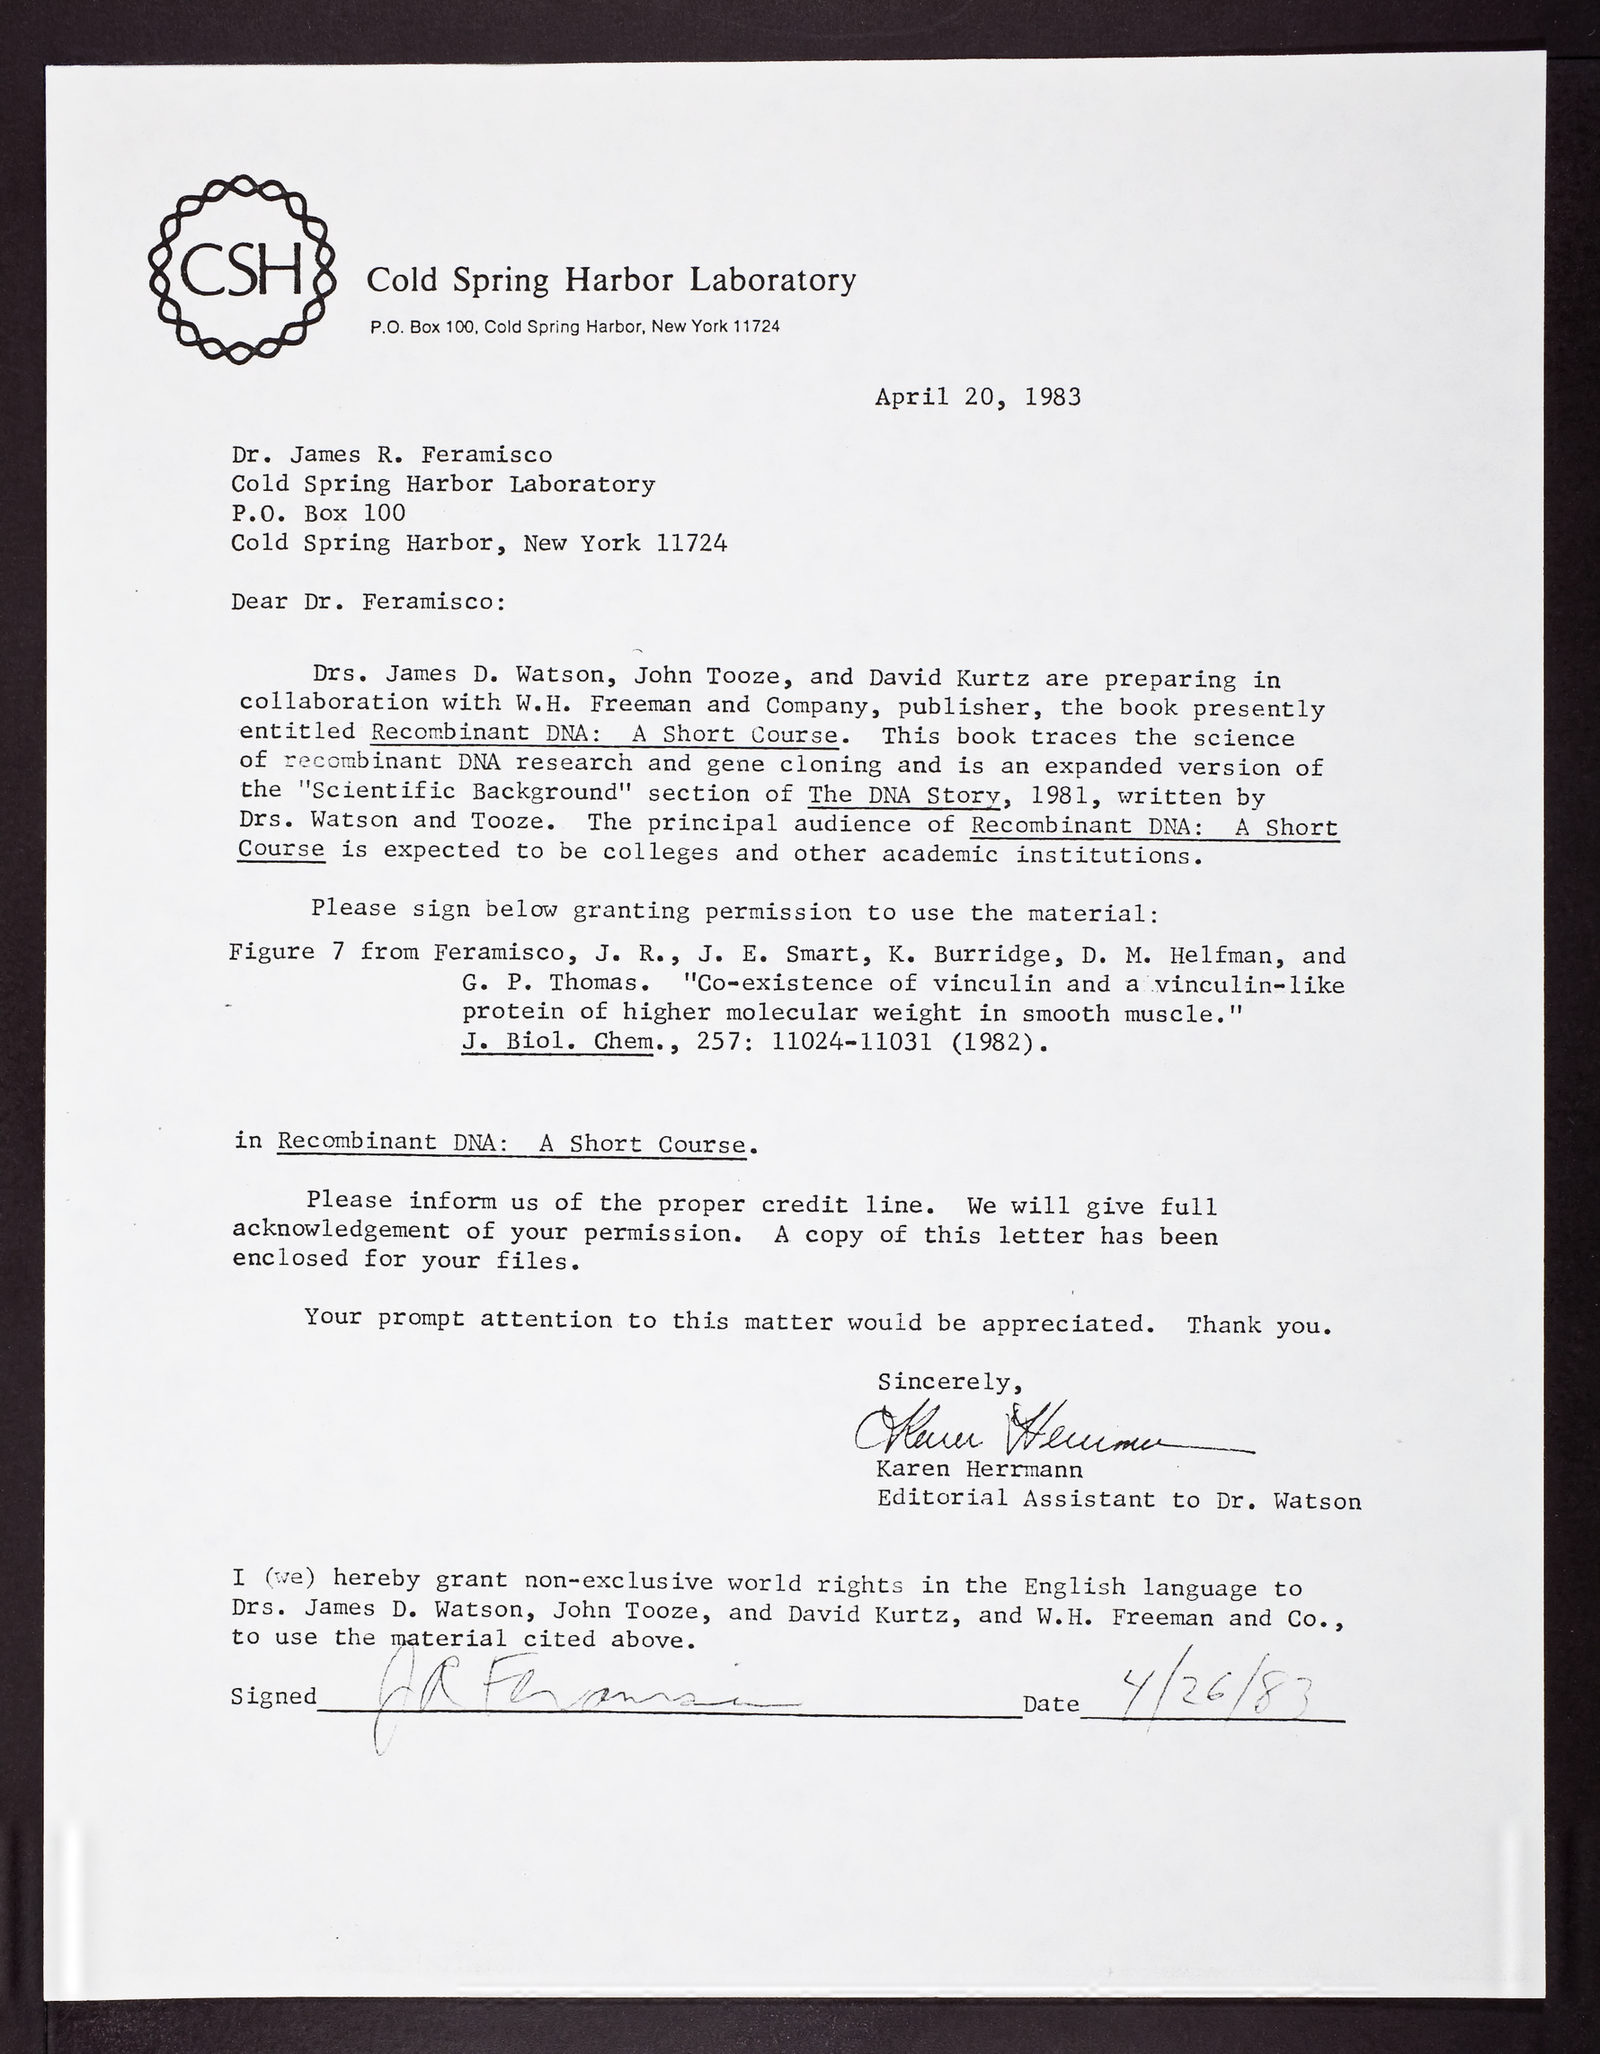 CSH
Cold Spring Harbor Laboratory
P.O. Box 100, Cold Spring Harbor, New York 11724
April 20, 1983
Dr. James R. Feramisco
Cold Spring Harbor Laboratory
P.O. Box 100
Cold Spring Harbor, New York 11724
Dear Dr. Feramisco:
Drs. James D. Watson, John Tooze, and David Kurtz are preparing in
collaboration with W.H. Freeman and Company, publisher, the book presently
entitled Recombinant DNA: A Short Course. This book traces the science
of recombinant DNA research and gene cloning and is an expanded version of
the "Scientific Background" section of The DNA Story, 1981, written by
Drs. Watson and Tooze. The principal audience of Recombinant DNA: A Short
Course is expected to be colleges and other academic institutions.
Please sign below granting permission to use the material:
Figure 7 from Feramisco, J. R., J. E. Smart, K. Burridge, D. M. Helfman, and
G. P. Thomas. "Co-existence of vinculin and a vinculin-like
protein of higher molecular weight in smooth muscle."
J. Biol. Chem., 257: 11024-11031 (1982).
in Recombinant DNA: A Short Course.
Please inform us of the proper credit line. We will give full
acknowledgement of your permission. A copy of this letter has been
enclosed for your files.
Your prompt attention to this matter would be appreciated. Thank you.
Sincerely,
Karen Herrmann
Karen Herrmann
Editorial Assistant to Dr. Watson
I (we) hereby grant non-exclusive world rights in the English language to
Drs. James D. Watson, John Tooze, and David Kurtz, and W.H. Freeman and Co.,
to use the material cited above.
Signed JR Feramisco Date 4/26/83